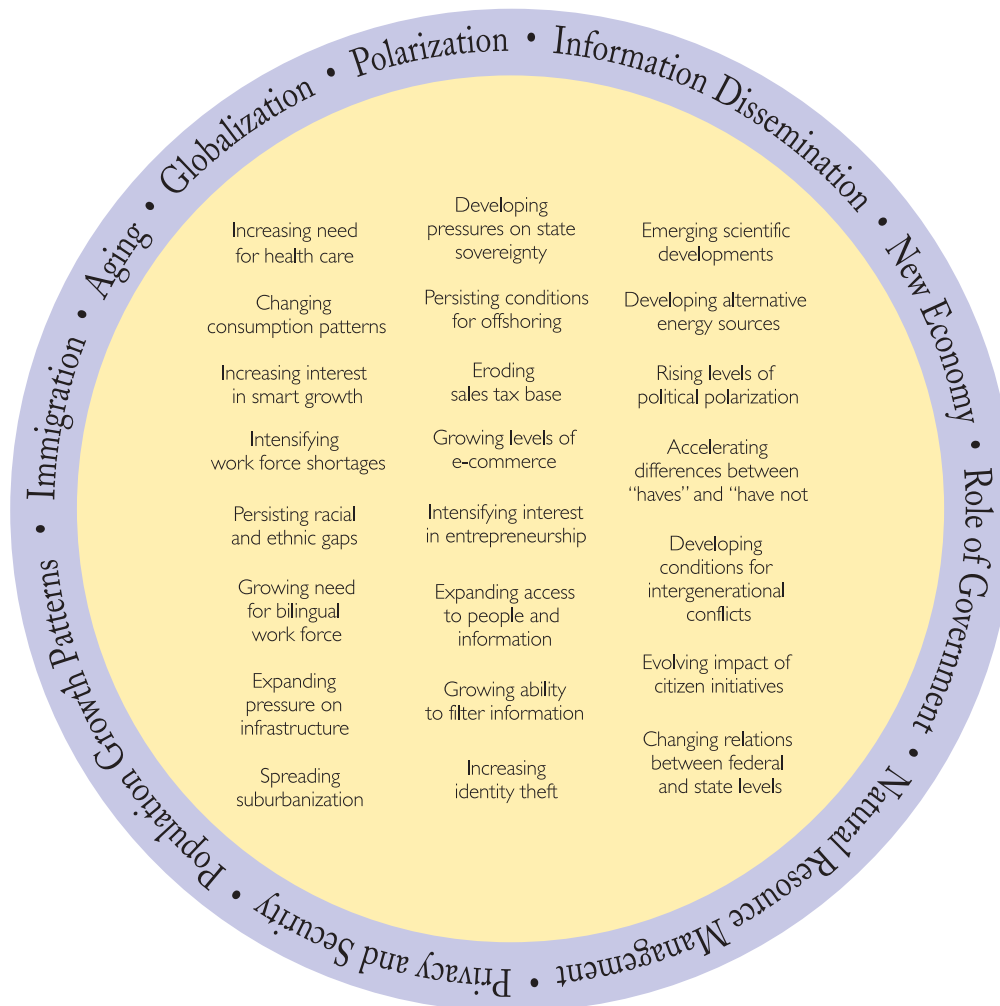 Polarization • Information Dissemination • New Economy • Role of Government • Natural Resource Management • Privacy and Security • Population Growth Patterns • Immigration • Aging • Globalization •
Increasing need
for health care
Changing
consumption patterns
Increasing interest
in smart growth
Intensifying
work force shortages
Persisting racial
and ethnic gaps
Growing need
for bilingual
work force
Expanding
pressure on
infrastructure
Spreading
suburbanization
Developing
pressures on state
sovereignty
Persisting conditions
for offshoring
Eroding
sales tax base
Growing levels of
e-commerce
Intensifying interest
in entrepreneurship
Expanding access
to people and
information
Growing ability
to filter information
Increasing
identity theft
Emerging scientific
developments
Developing alternative
energy sources
Rising levels of
political polarization
Accelerating
differences between
“haves” and “have not
Developing
conditions for
intergenerational
conflicts
Evolving impact of
citizen initiatives
Changing relations
between federal
and state levels